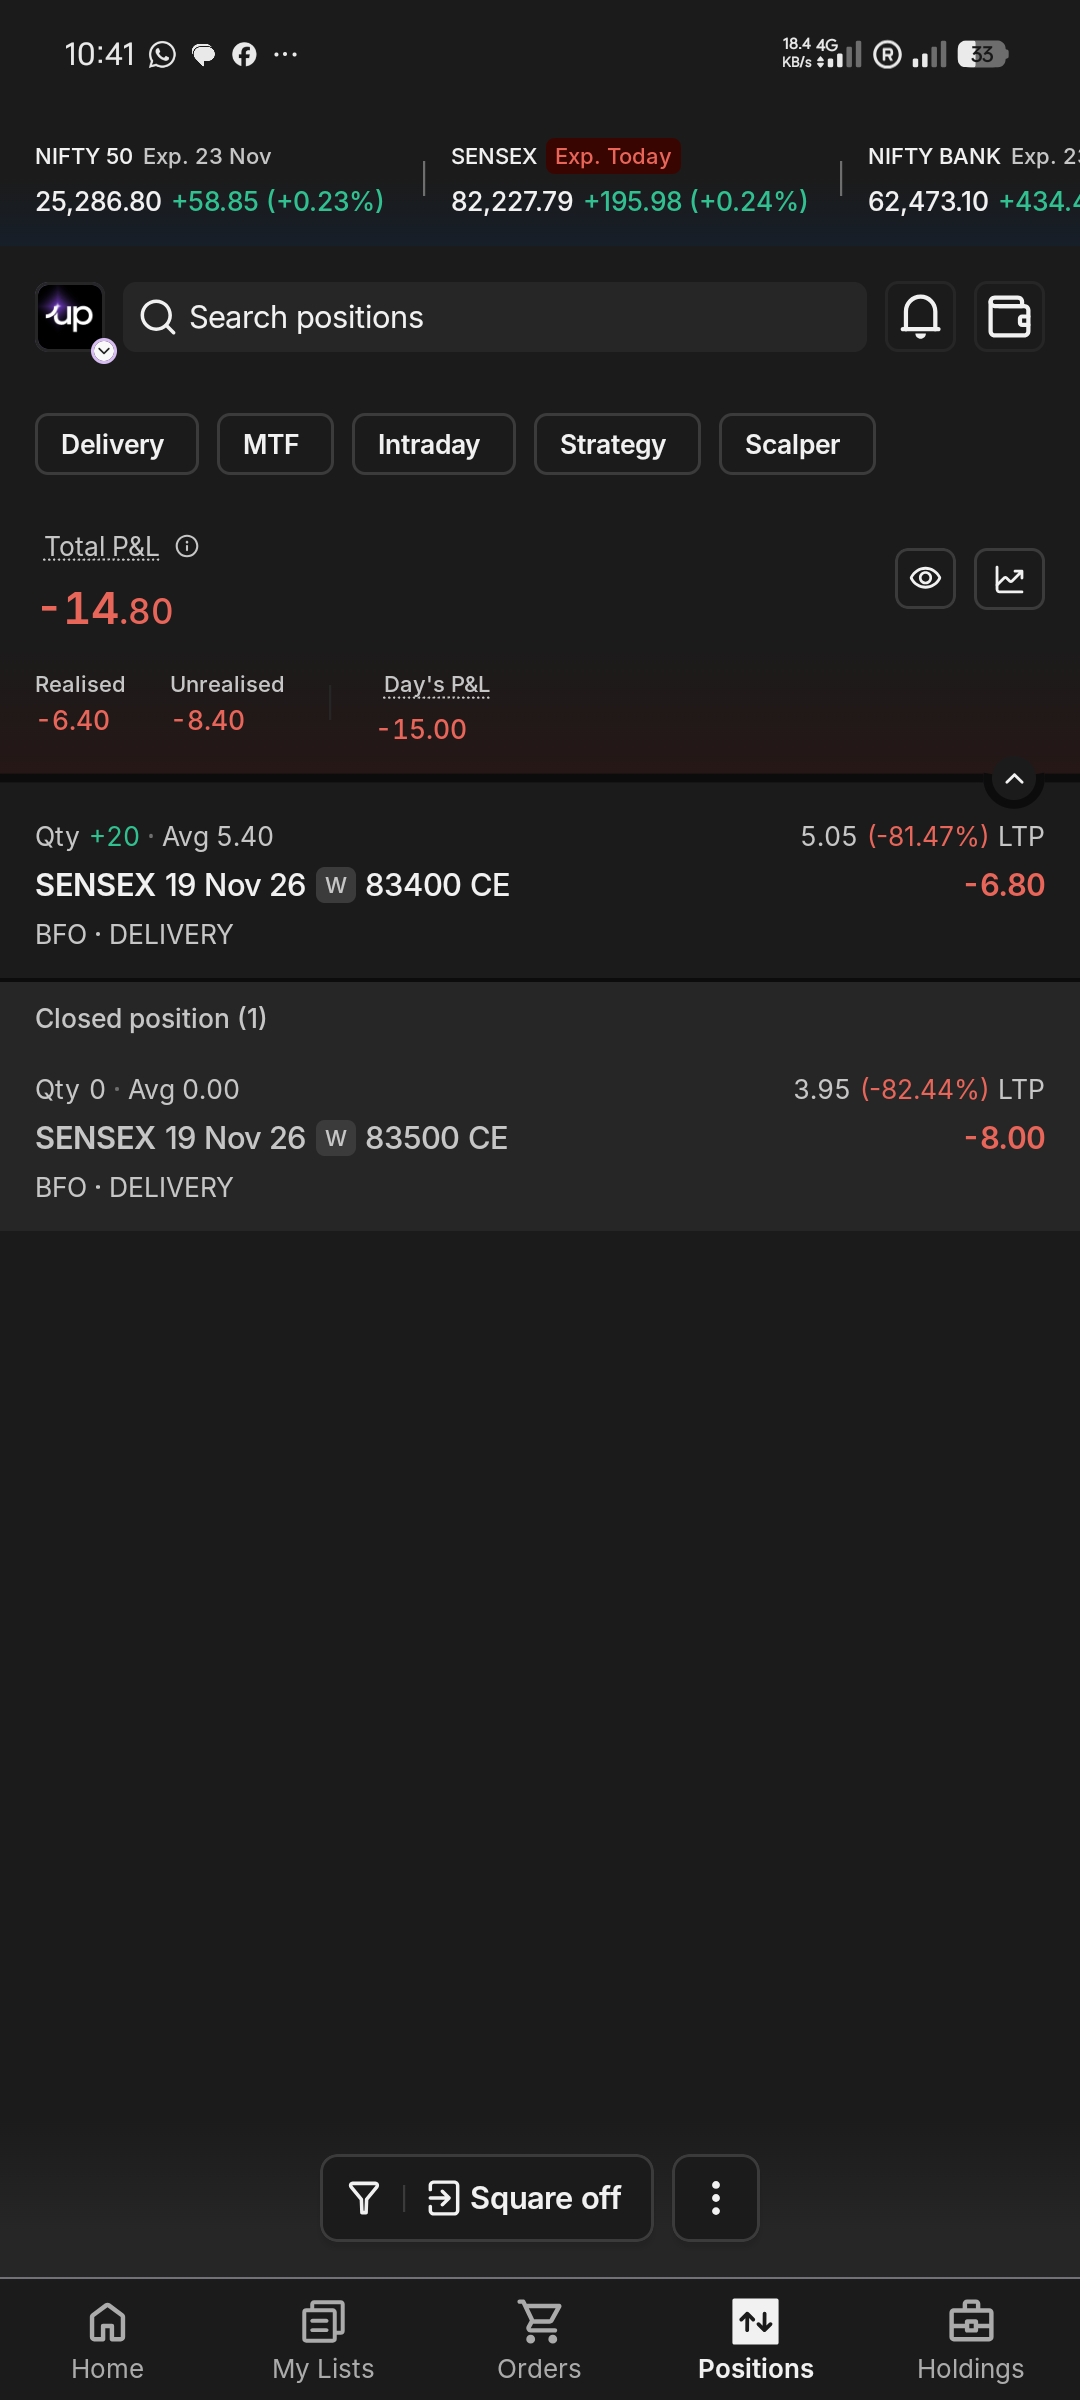 10:41 ... 18.4 KB/s 4G R 33
NIFTY 50 Exp. 23 Nov
25,286.80 +58.85 (+0.23%)
SENSEX Exp. Today
82,227.79 +195.98 (+0.24%)
NIFTY BANK Exp. 23
62,473.10 +434.4
up Search positions
Delivery MTF Intraday Strategy Scalper
Total P&L
-14.80
Realised Unrealised Day's P&L
-6.40 -8.40 -15.00
Qty +20 · Avg 5.40 5.05 (-81.47%) LTP
SENSEX 19 Nov 26 W 83400 CE -6.80
BFO · DELIVERY
Closed position (1)
Qty 0 · Avg 0.00 3.95 (-82.44%) LTP
SENSEX 19 Nov 26 W 83500 CE -8.00
BFO · DELIVERY
Square off
Home My Lists Orders Positions Holdings